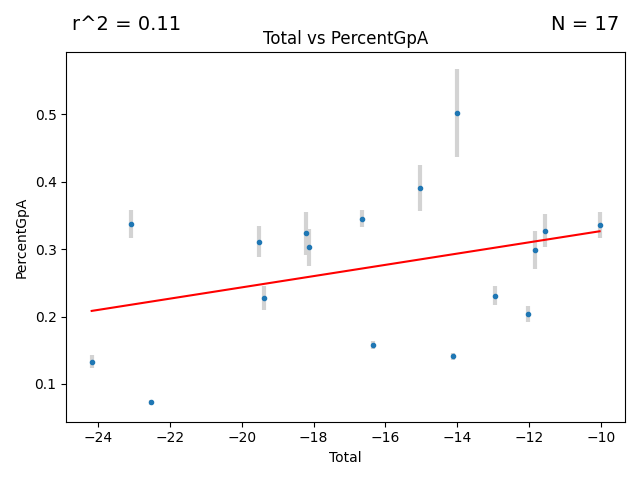 r^2 = 0.11
N = 17
Total vs PercentGpA
PercentGpA
0.5
0.4
0.3
0.2
0.1
−24 −22 −20 −18 −16 −14 −12 −10
Total